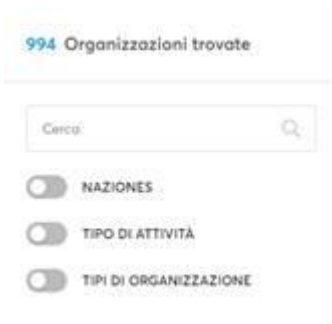 994 Organizzazioni trovate
Cerca
NAZIONES
TIPO DI ATTIVITÀ
TIPI DI ORGANIZZAZIONE